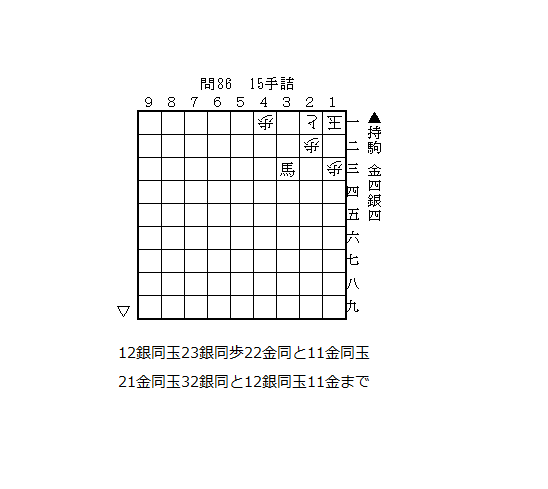 問86 15手詰
9 8 7 6 5 4 3 2 1
歩 と 玉 一
歩 二
馬 歩 三
四
五
六
七
八
九
▲持駒 金四銀四
▽
12銀同玉23銀同歩22金同と11金同玉
21金同玉32銀同と12銀同玉11金まで